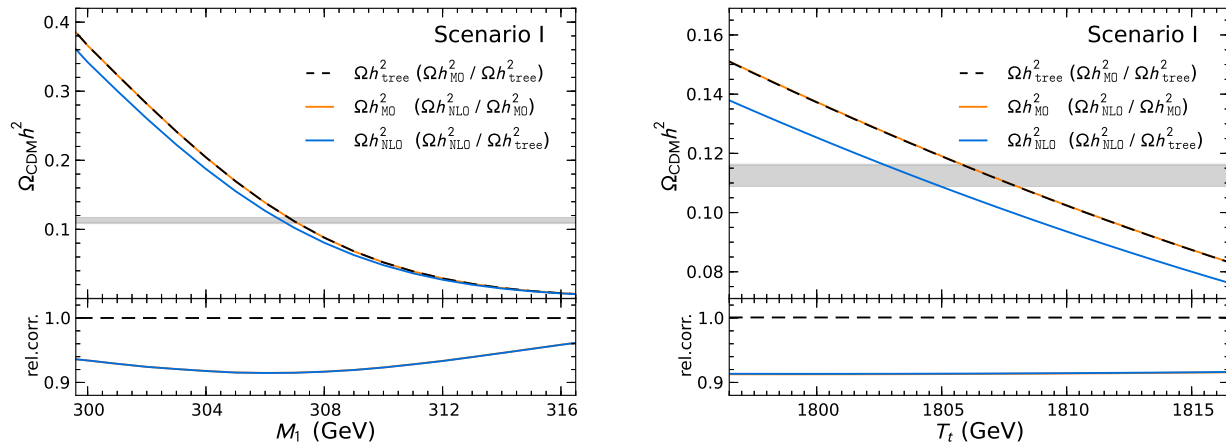 0.4
0.3
0.2
0.1
Ω_CDM h²
Scenario I
Ωh²_tree (Ωh²_MO / Ωh²_tree)
Ωh²_MO (Ωh²_NLO / Ωh²_MO)
Ωh²_NLO (Ωh²_NLO / Ωh²_tree)
1.0
0.9
rel.corr.
300 304 308 312 316
M₁ (GeV)
0.16
0.14
0.12
0.10
0.08
Ω_CDM h²
Scenario I
Ωh²_tree (Ωh²_MO / Ωh²_tree)
Ωh²_MO (Ωh²_NLO / Ωh²_MO)
Ωh²_NLO (Ωh²_NLO / Ωh²_tree)
1.0
0.9
rel.corr.
1800 1805 1810 1815
T_t (GeV)